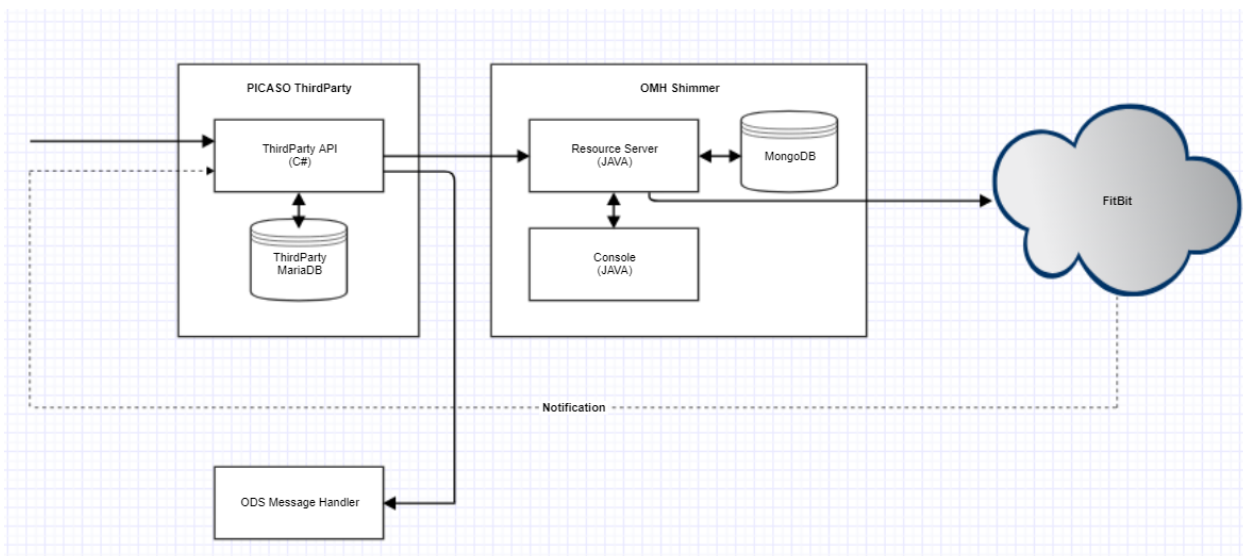 PICASO ThirdParty
OMH Shimmer
ThirdParty API
(C#)
Resource Server
(JAVA)
MongoDB
FitBit
ThirdParty
MariaDB
Console
(JAVA)
Notification
ODS Message Handler